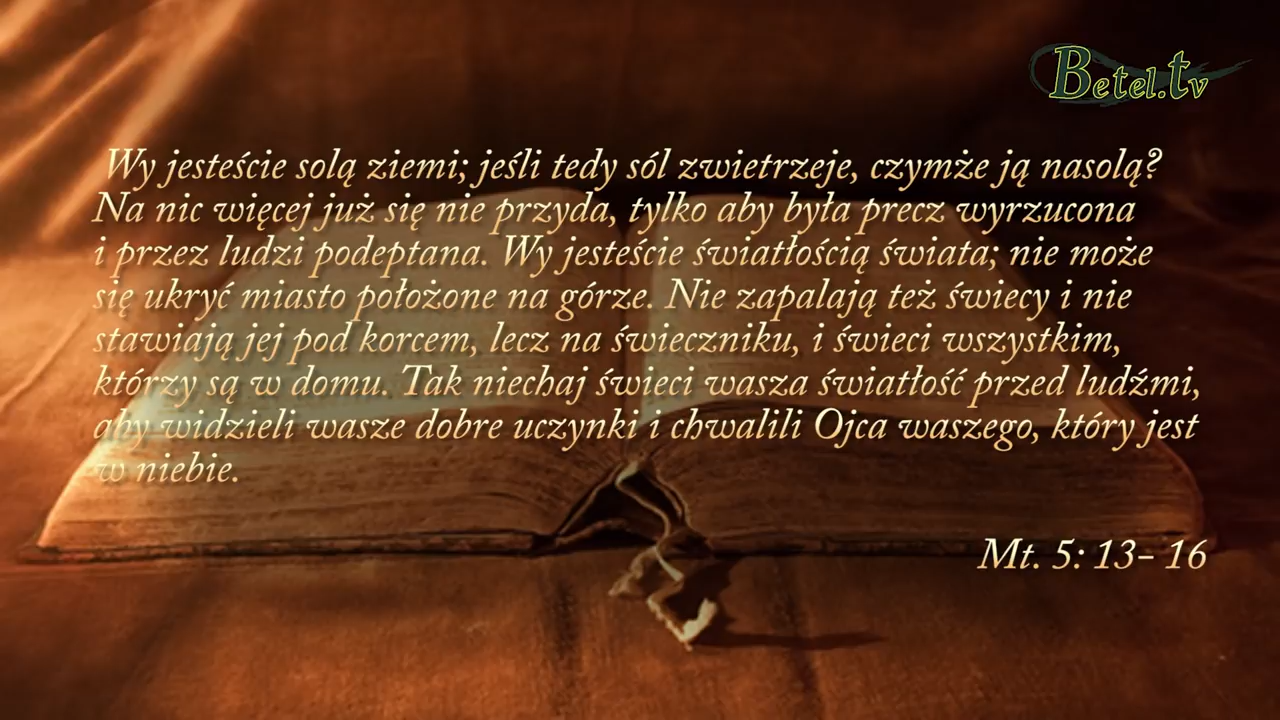 Betel.tv
Wy jesteście solą ziemi; jeśli tedy sól zwietrzeje, czymże ją nasolą?
Na nic więcej już się nie przyda, tylko aby była precz wyrzucona
i przez ludzi podeptana. Wy jesteście światłością świata; nie może
się ukryć miasto położone na górze. Nie zapalają też świecy i nie
stawiają jej pod korcem, lecz na świeczniku, i świeci wszystkim,
którzy są w domu. Tak niechaj świeci wasza światłość przed ludźmi,
aby widzieli wasze dobre uczynki i chwalili Ojca waszego, który jest
w niebie.
Mt. 5: 13- 16